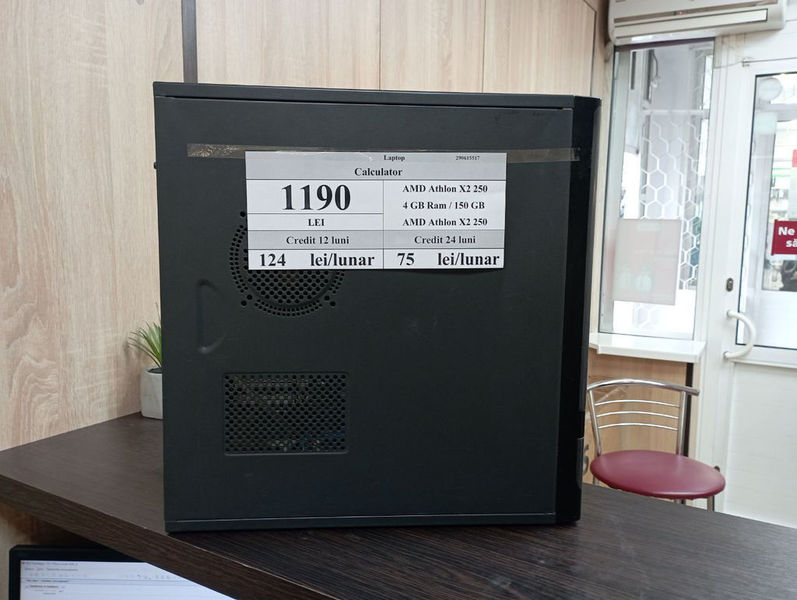 Laptop 290615517
Calculator
1190
LEI
AMD Athlon X2 250
4 GB Ram / 150 GB
AMD Athlon X2 250
Credit 12 luni
Credit 24 luni
124 lei/lunar
75 lei/lunar
Ne
să